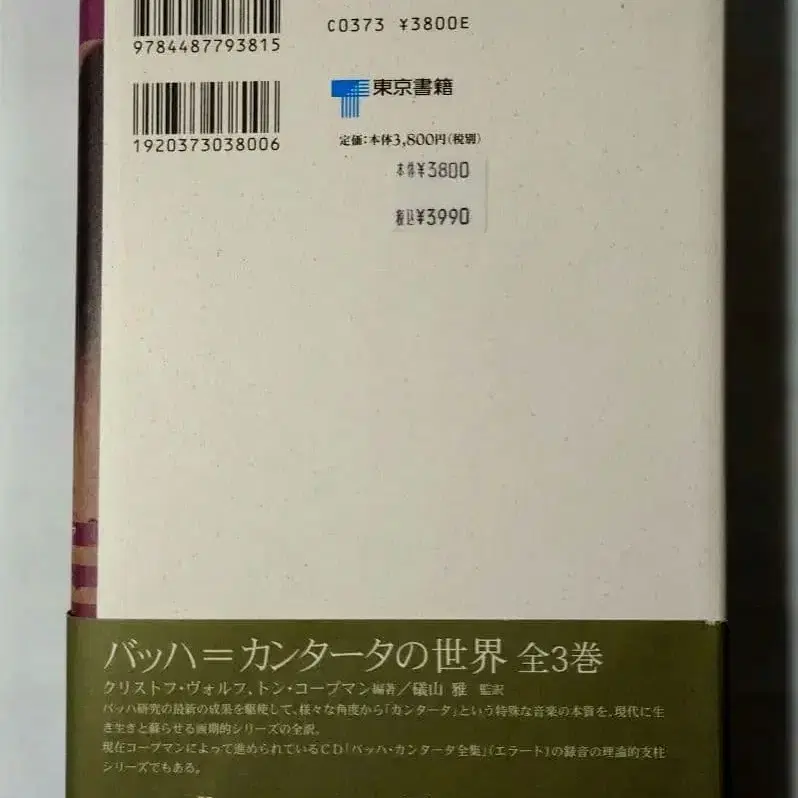 9784487793815
C0373 ¥3800E
1920373038006
東京書籍
定価:本体3,800円(税別)
本体¥3800
税込¥3990
バッハ=カンタータの世界 全3巻
クリストフ・ヴォルフ、トン・コープマン 編著/礒山 雅 監訳
バッハ研究の最新の成果を駆使して、様々な角度から「カンタータ」という特殊な音楽の本質を、現代に生
き生きと蘇らせる画期的シリーズの全訳。
現在コープマンによって進められているCD「バッハ・カンタータ全集」(エラート)の録音の理論的支柱
シリーズでもある。